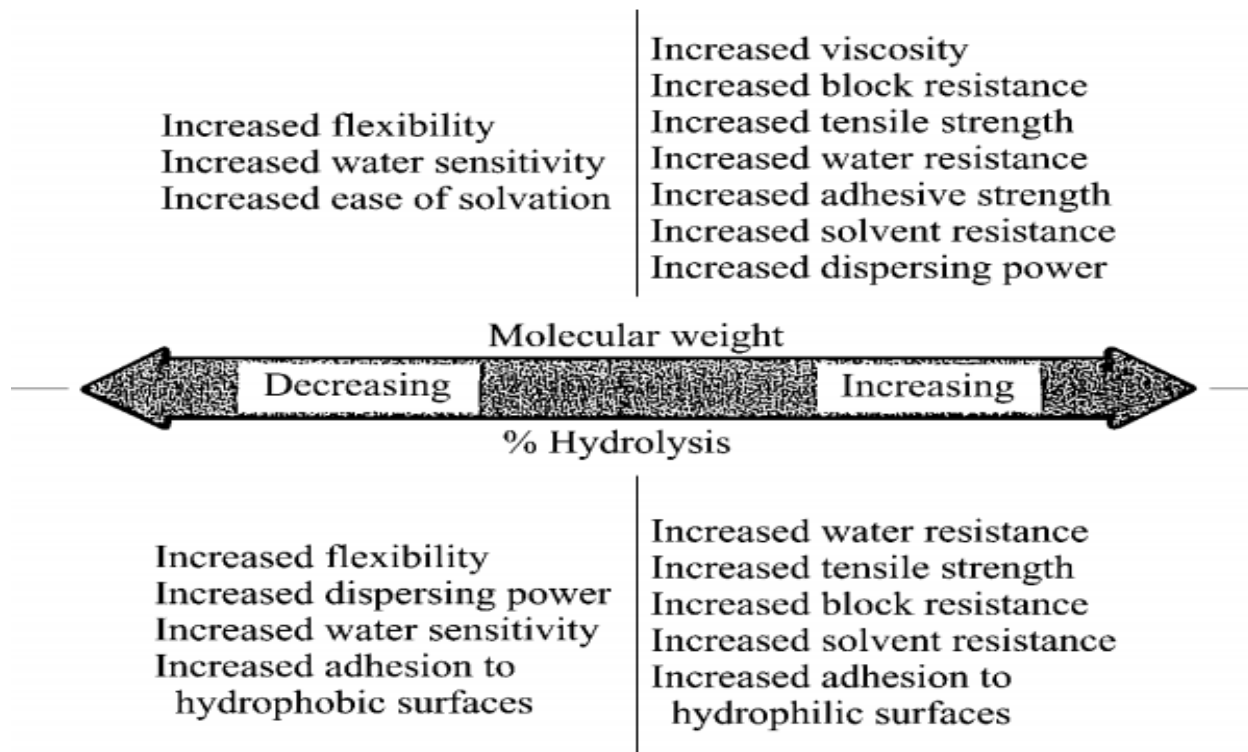 Increased flexibility
Increased water sensitivity
Increased ease of solvation
Increased viscosity
Increased block resistance
Increased tensile strength
Increased water resistance
Increased adhesive strength
Increased solvent resistance
Increased dispersing power
Molecular weight
Decreasing
Increasing
% Hydrolysis
Increased flexibility
Increased dispersing power
Increased water sensitivity
Increased adhesion to
hydrophobic surfaces
Increased water resistance
Increased tensile strength
Increased block resistance
Increased solvent resistance
Increased adhesion to
hydrophilic surfaces